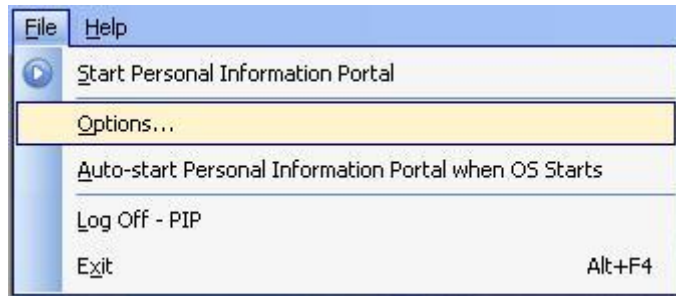 File Help
Start Personal Information Portal
Options...
Auto-start Personal Information Portal when OS Starts
Log Off - PIP
Exit Alt+F4